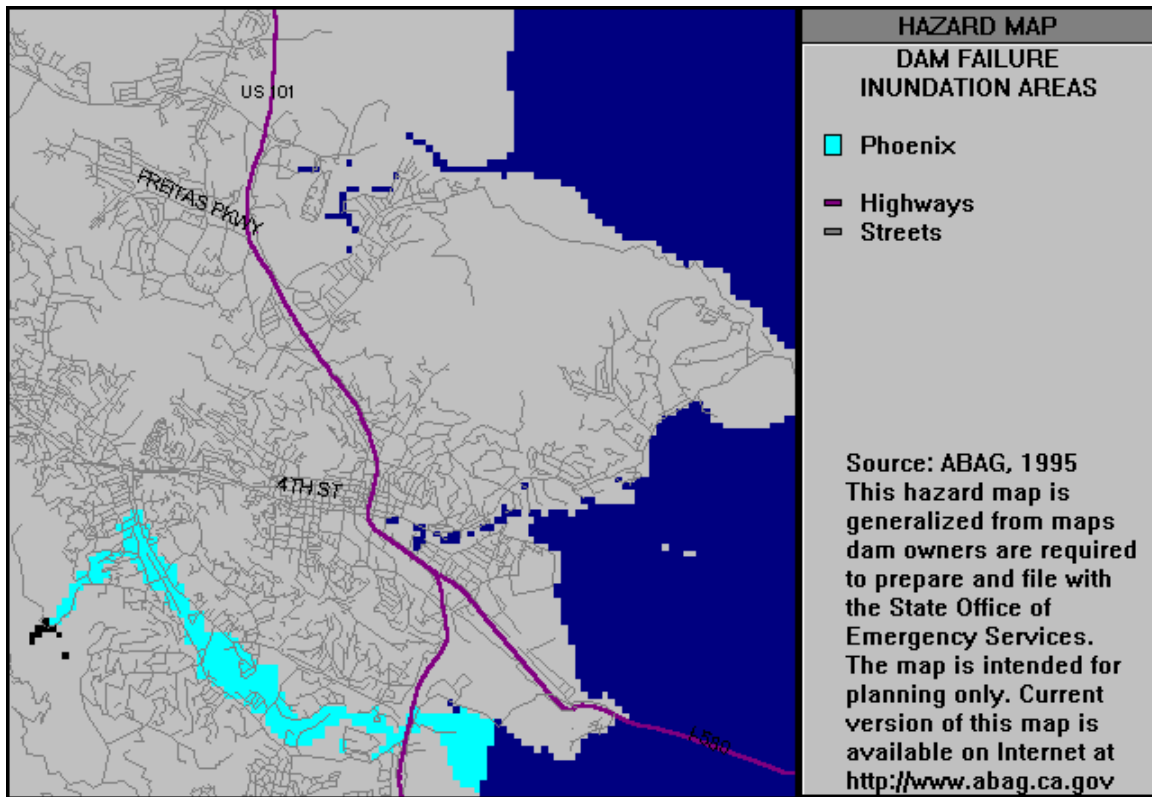 HAZARD MAP
DAM FAILURE
INUNDATION AREAS
Phoenix
Highways
Streets
US 101
FREITAS PKWY
4TH ST
I-580
Source: ABAG, 1995
This hazard map is
generalized from maps
dam owners are required
to prepare and file with
the State Office of
Emergency Services.
The map is intended for
planning only. Current
version of this map is
available on Internet at
http://www.abag.ca.gov